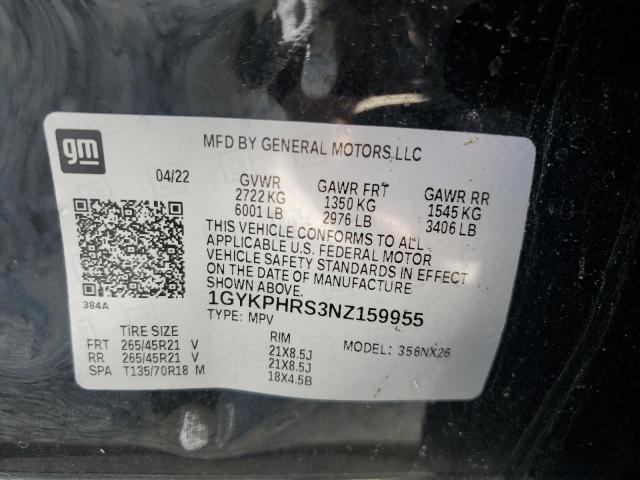 gm
MFD BY GENERAL MOTORS LLC
04/22
GVWR GAWR FRT GAWR RR
2722 KG 1350 KG 1545 KG
6001 LB 2976 LB 3406 LB
THIS VEHICLE CONFORMS TO ALL
APPLICABLE U.S. FEDERAL MOTOR
VEHICLE SAFETY STANDARDS IN EFFECT
ON THE DATE OF MANUFACTURE
SHOWN ABOVE.
384A
1GYKPHRS3NZ159955
TYPE: MPV
TIRE SIZE RIM MODEL: 356NX26
FRT 265/45R21 V 21X8.5J
RR 265/45R21 V 21X8.5J
SPA T135/70R18 M 18X4.5B